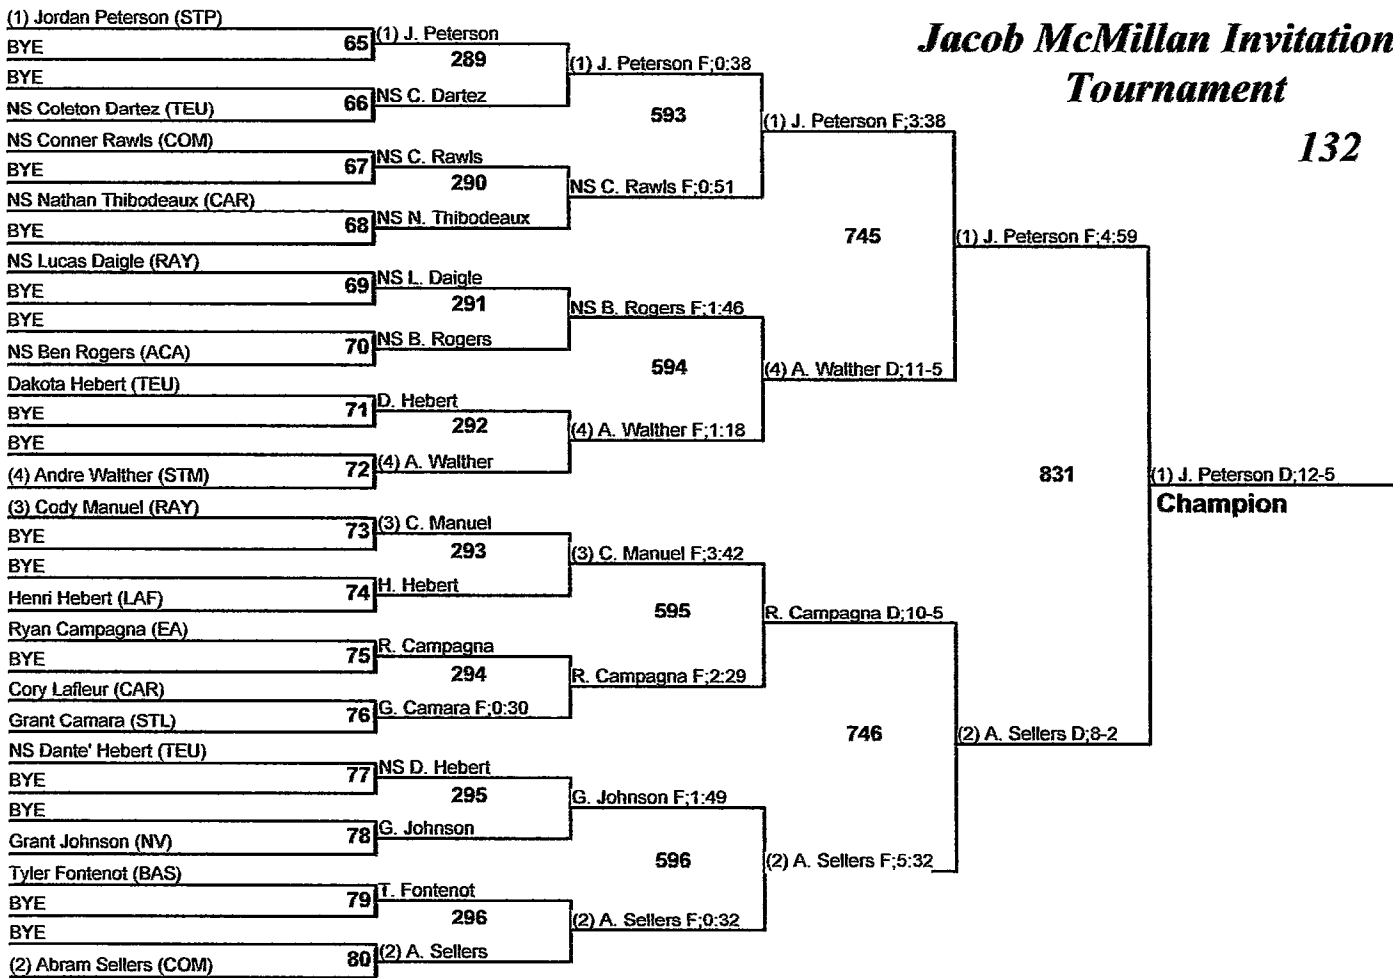 Jacob McMillan Invitation
Tournament
132
(1) Jordan Peterson (STP)
BYE
65
BYE
NS Coleton Dartez (TEU)
66
NS Conner Rawls (COM)
BYE
67
NS Nathan Thibodeaux (CAR)
BYE
68
NS Lucas Daigle (RAY)
BYE
69
BYE
NS Ben Rogers (ACA)
70
Dakota Hebert (TEU)
BYE
71
BYE
(4) Andre Walther (STM)
72
(3) Cody Manuel (RAY)
BYE
73
BYE
Henri Hebert (LAF)
74
Ryan Campagna (EA)
BYE
75
Cory Lafleur (CAR)
Grant Camara (STL)
76
NS Dante' Hebert (TEU)
BYE
77
BYE
Grant Johnson (NV)
78
Tyler Fontenot (BAS)
BYE
79
BYE
(2) Abram Sellers (COM)
80
(1) J. Peterson
289
NS C. Dartez
NS C. Rawls
290
NS N. Thibodeaux
NS L. Daigle
291
NS B. Rogers
D. Hebert
292
(4) A. Walther
(3) C. Manuel
293
H. Hebert
R. Campagna
294
G. Camara F;0:30
NS D. Hebert
295
G. Johnson
T. Fontenot
296
(2) A. Sellers
(1) J. Peterson F;0:38
593
NS C. Rawls F;0:51
NS B. Rogers F;1:46
594
(4) A. Walther F;1:18
(3) C. Manuel F;3:42
595
R. Campagna F;2:29
G. Johnson F;1:49
596
(2) A. Sellers F;0:32
(1) J. Peterson F;3:38
745
(4) A. Walther D;11-5
R. Campagna D;10-5
746
(2) A. Sellers F;5:32
(1) J. Peterson F;4:59
831
(2) A. Sellers D;8-2
(1) J. Peterson D;12-5
Champion